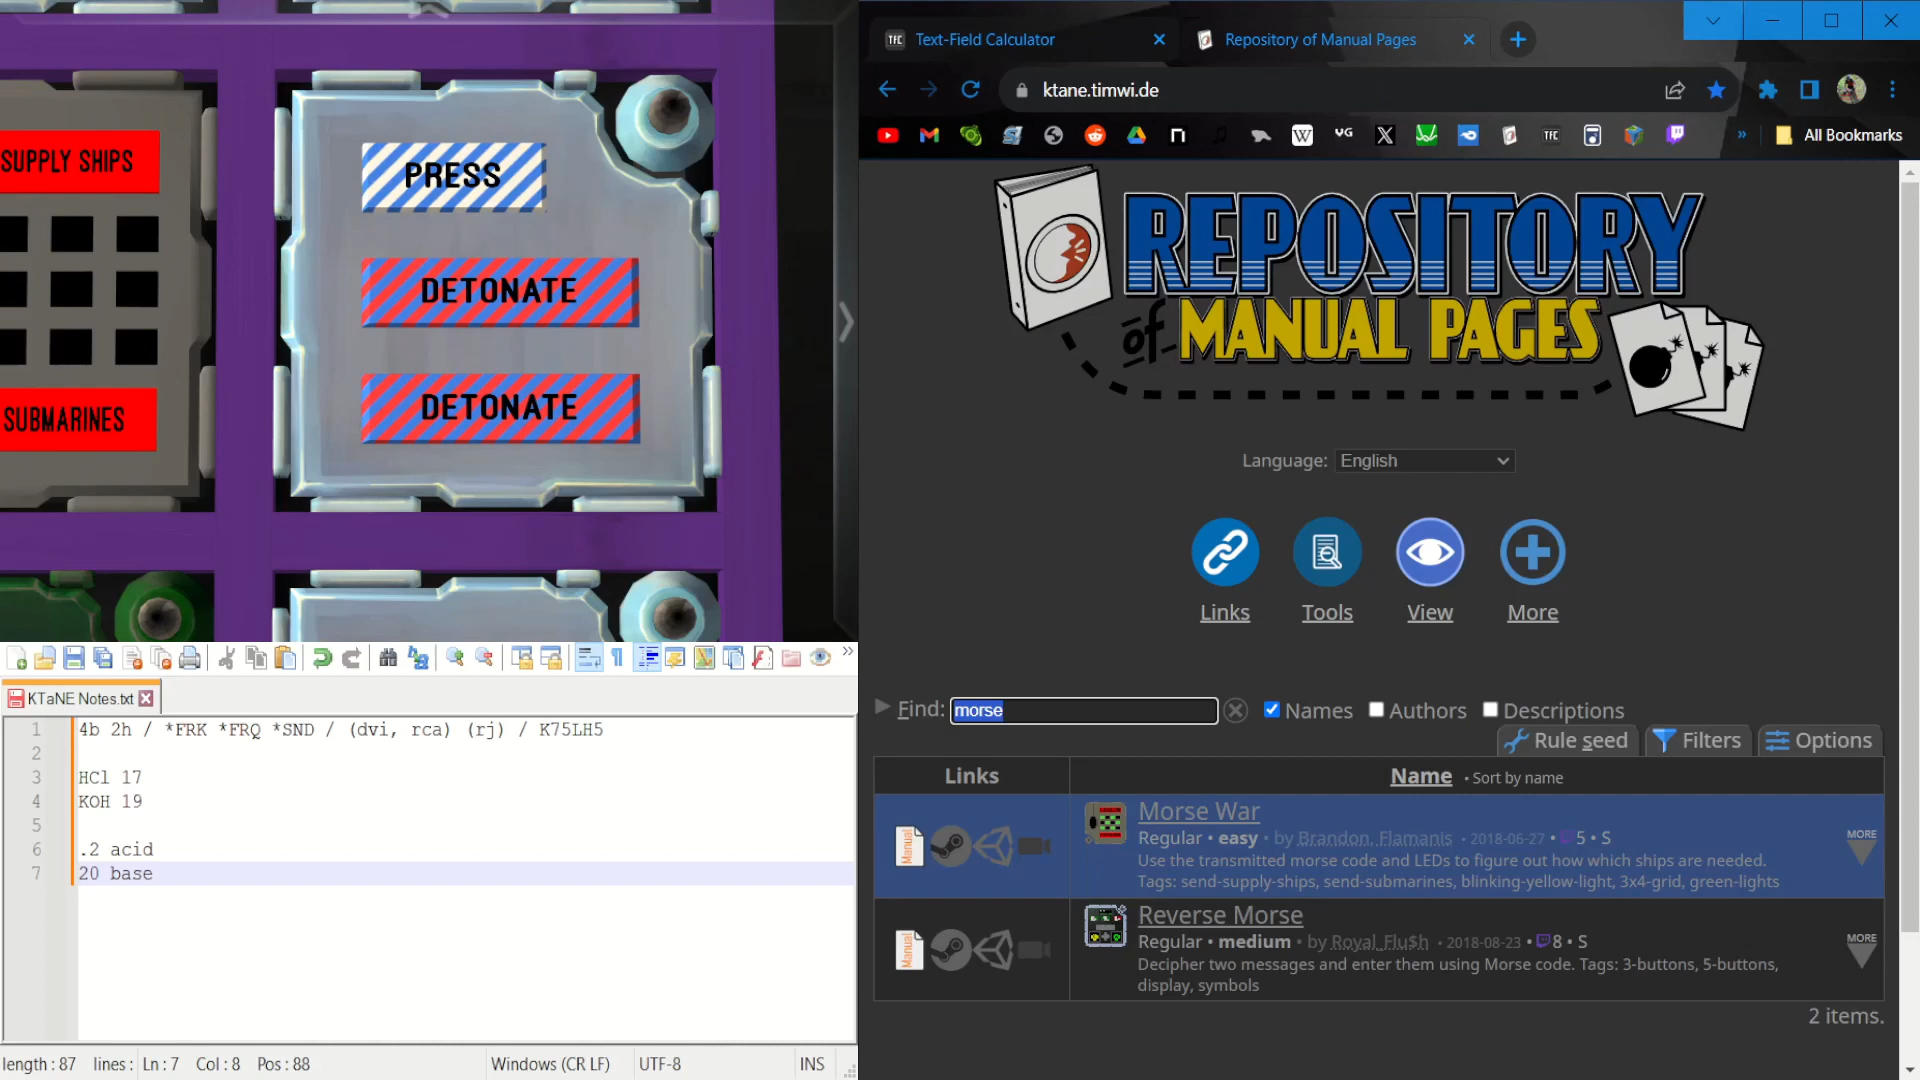 SUPPLY SHIPS
SUBMARINES
PRESS
DETONATE
DETONATE
KTaNE Notes.txt
1 4b 2h / *FRK *FRQ *SND / (dvi, rca) (rj) / K75LH5
2
3 HCl 17
4 KOH 19
5
6 .2 acid
7 20 base
length : 87 lines : Ln : 7 Col : 8 Pos : 88 Windows (CR LF) UTF-8 INS
TFC Text-Field Calculator
Repository of Manual Pages
ktane.timwi.de
W VG X TFC » All Bookmarks
REPOSITORY
of MANUAL PAGES
Language: English
Links Tools View More
Find: morse Names Authors Descriptions
Rule seed Filters Options
Links Name • Sort by name
Manual
Morse War
Regular • easy • by Brandon, Flamanis • 2018-06-27 • 5 • S
Use the transmitted morse code and LEDs to figure out how which ships are needed.
Tags: send-supply-ships, send-submarines, blinking-yellow-light, 3x4-grid, green-lights
MORE
Manual
Reverse Morse
Regular • medium • by Royal_Flu$h • 2018-08-23 • 8 • S
Decipher two messages and enter them using Morse code. Tags: 3-buttons, 5-buttons,
display, symbols
MORE
2 items.